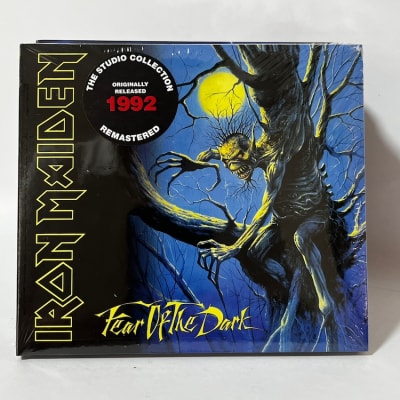 IRON MAIDEN
THE STUDIO COLLECTION
ORIGINALLY
RELEASED
1992
REMASTERED
Fear Of The Dark